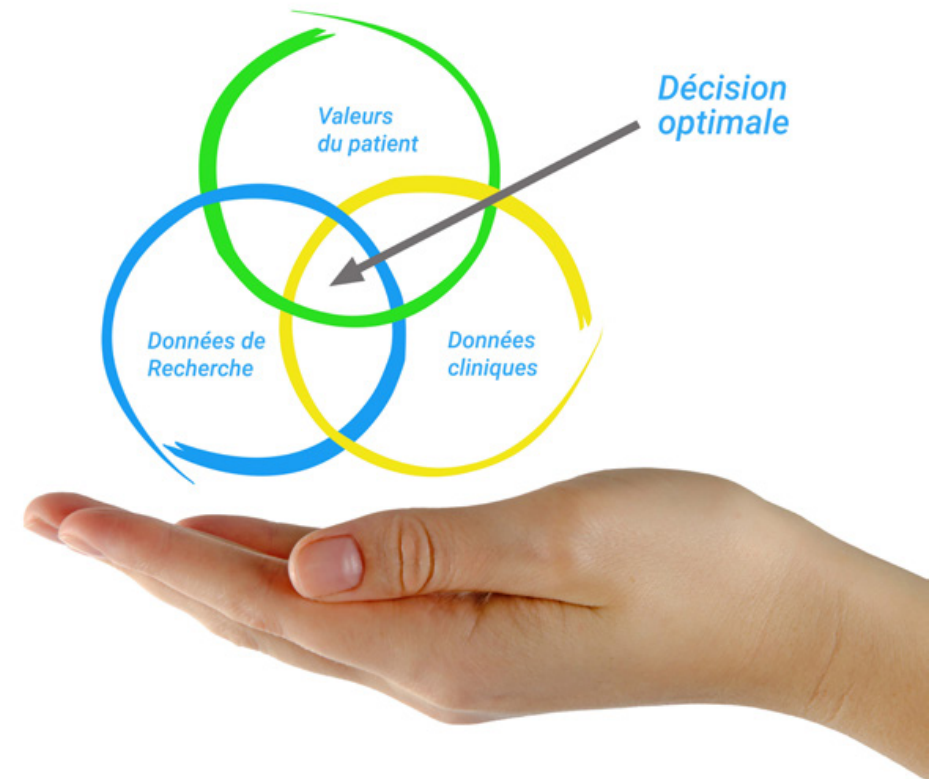 Valeurs
du patient
Décision
optimale
Données de
Recherche
Données
cliniques